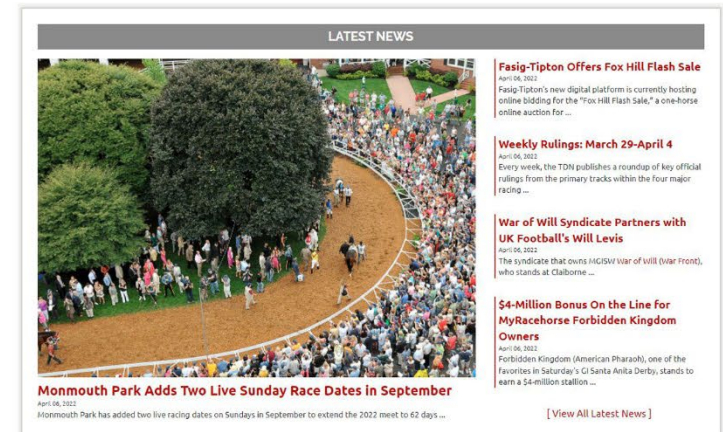 LATEST NEWS
Monmouth Park Adds Two Live Sunday Race Dates in September
April 06, 2022
Monmouth Park has added two live racing dates on Sundays in September to extend the 2022 meet to 62 days ...
Fasig-Tipton Offers Fox Hill Flash Sale
April 06, 2022
Fasig-Tipton's new digital platform is currently hosting
online bidding for the "Fox Hill Flash Sale," a one-horse
online auction for ...
Weekly Rulings: March 29-April 4
April 06, 2022
Every week, the TDN publishes a roundup of key official
rulings from the primary tracks within the four major
racing ...
War of Will Syndicate Partners with
UK Football's Will Levis
April 06, 2022
The syndicate that owns MGISW War of Will (War Front),
who stands at Claiborne ...
$4-Million Bonus On the Line for
MyRacehorse Forbidden Kingdom
Owners
April 06, 2022
Forbidden Kingdom (American Pharoah), one of the
favorites in Saturday's GI Santa Anita Derby, stands to
earn a $4-million stallion ...
[ View All Latest News ]